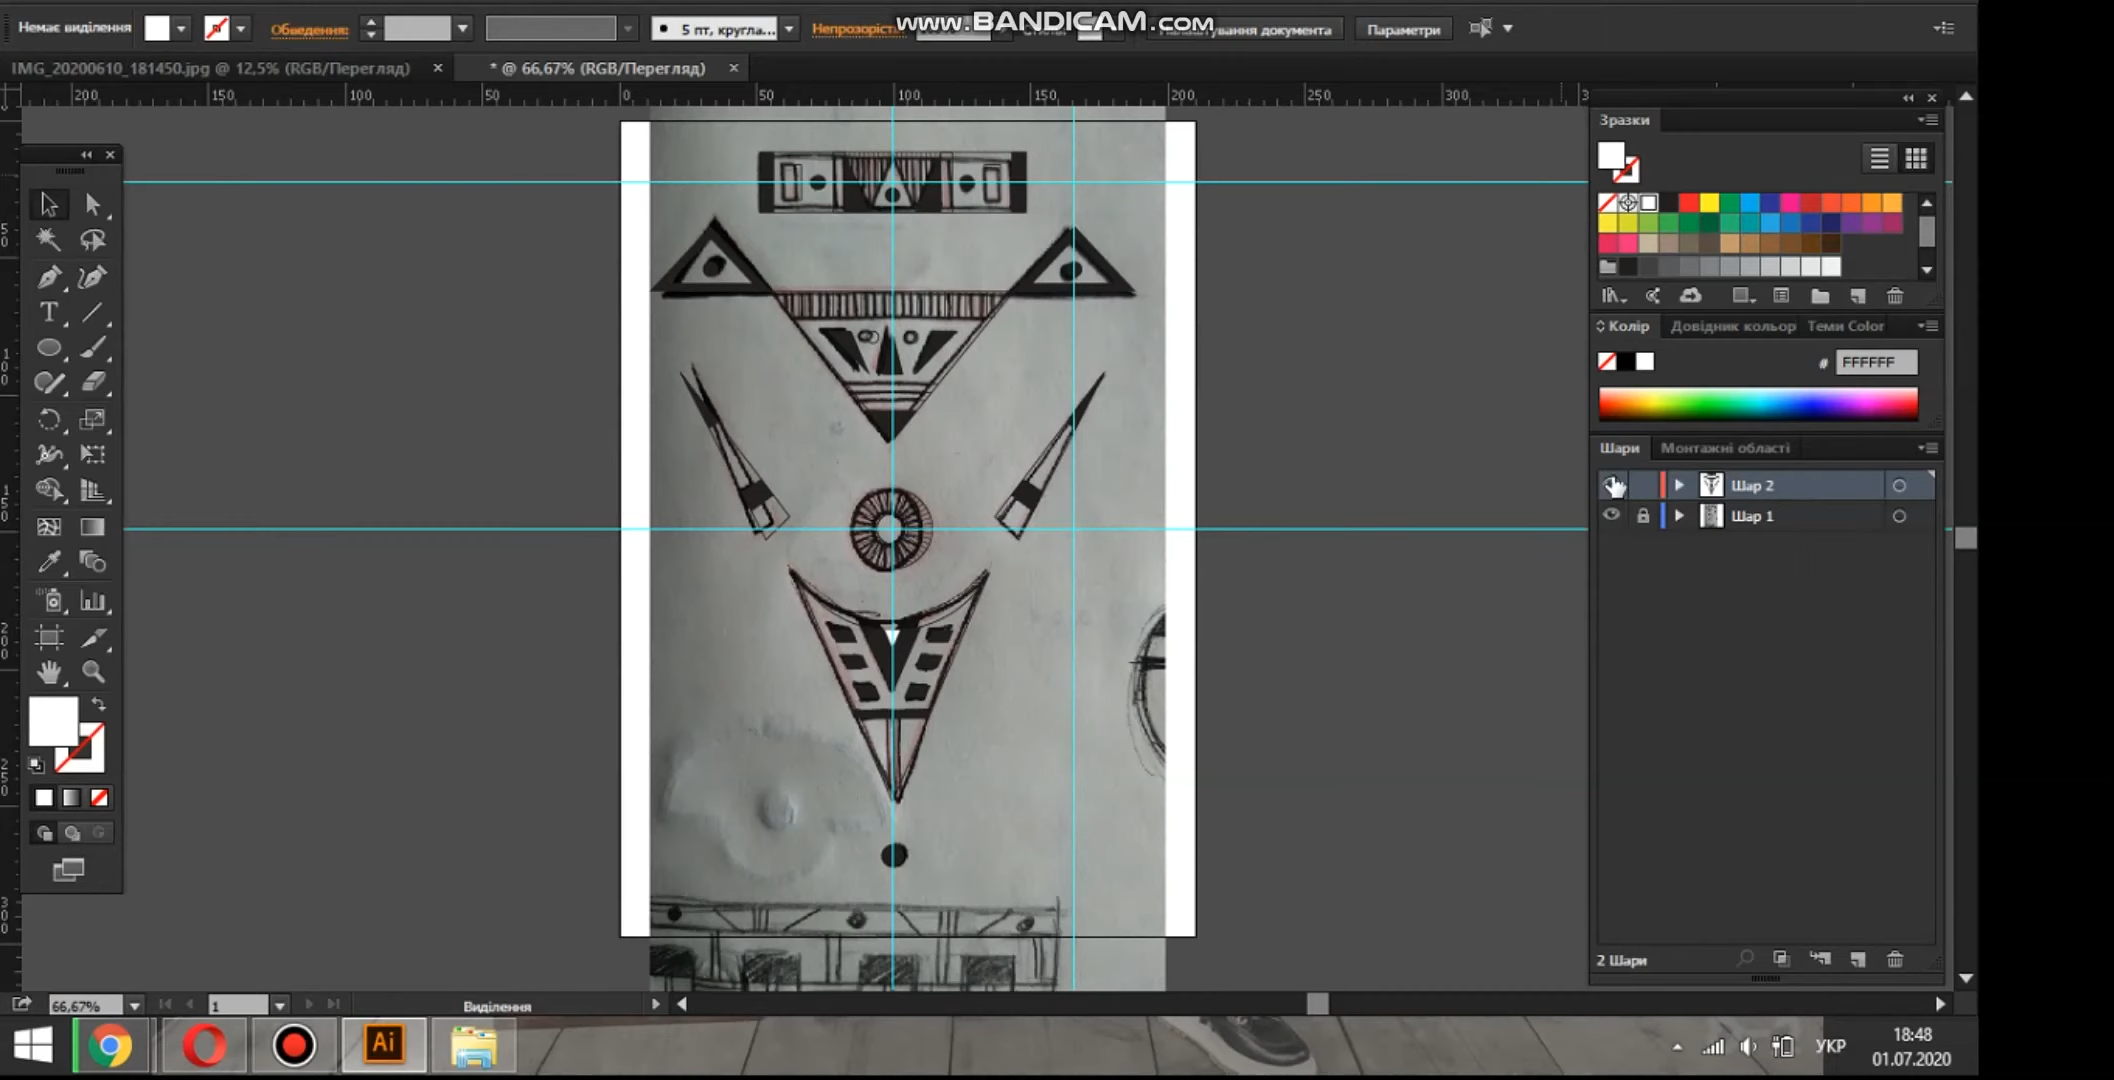 www.BANDICAM.com
Немає виділення
Обведення:
5 пт, кругла...
Непрозорість
Параметри
IMG_20200610_181450.jpg @ 12,5% (RGB/Перегляд)
* @ 66,67% (RGB/Перегляд)
200 150 100 50 0 50 100 150 200 250 300
Зразки
Колір
Довідник кольор
Теми Color
# FFFFFF
Шари
Монтажні області
Шар 2
Шар 1
2 Шари
66,67%
1
Виділення
Ai
УКР
18:48
01.07.2020